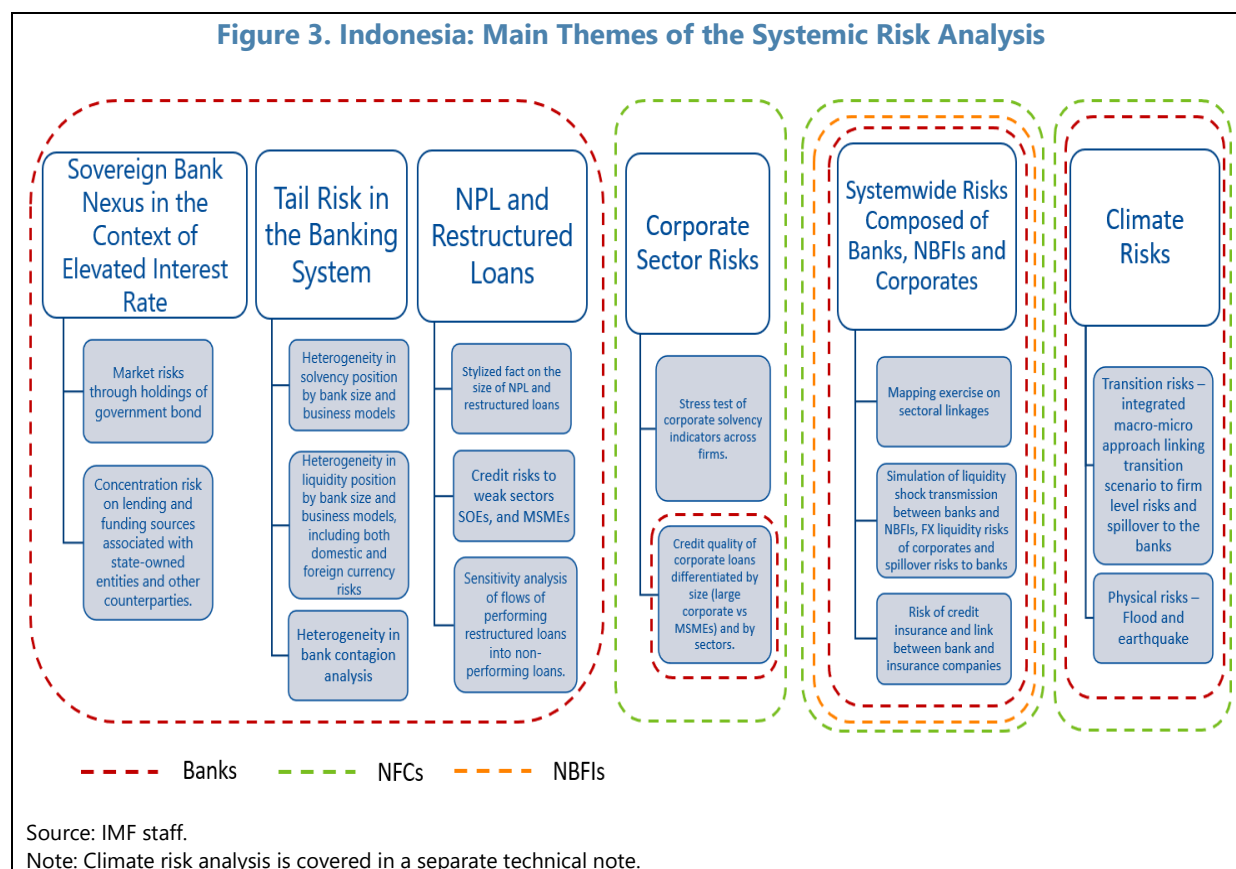 Figure 3. Indonesia: Main Themes of the Systemic Risk Analysis
Sovereign Bank
Nexus in the
Context of
Elevated Interest
Rate
Market risks
through holdings of
government bond
Concentration risk
on lending and
funding sources
associated with
state-owned
entities and other
counterparties.
Tail Risk in
the Banking
System
Heterogeneity in
solvency position
by bank size and
business models
Heterogeneity in
liquidity position
by bank size and
business models,
including both
domestic and
foreign currency
risks
Heterogeneity in
bank contagion
analysis
NPL and
Restructured
Loans
Stylized fact on the
size of NPL and
restructured loans
Credit risks to
weak sectors
SOEs, and MSMEs
Sensitivity analysis
of flows of
performing
restructured loans
into non-
performing loans.
Corporate
Sector Risks
Stress test of
corporate solvency
indicators across
firms.
Credit quality of
corporate loans
differentiated by
size (large
corporate vs
MSMEs) and by
sectors.
Systemwide Risks
Composed of
Banks, NBFIs and
Corporates
Mapping exercise on
sectoral linkages
Simulation of liquidity
shock transmission
between banks and
NBFIs, FX liquidity risks
of corporates and
spillover risks to banks
Risk of credit
insurance and link
between bank and
insurance companies
Climate
Risks
Transition risks –
integrated
macro-micro
approach linking
transition
scenario to firm
level risks and
spillover to the
banks
Physical risks –
Flood and
earthquake
Banks
NFCs
NBFIs
Source: IMF staff.
Note: Climate risk analysis is covered in a separate technical note.